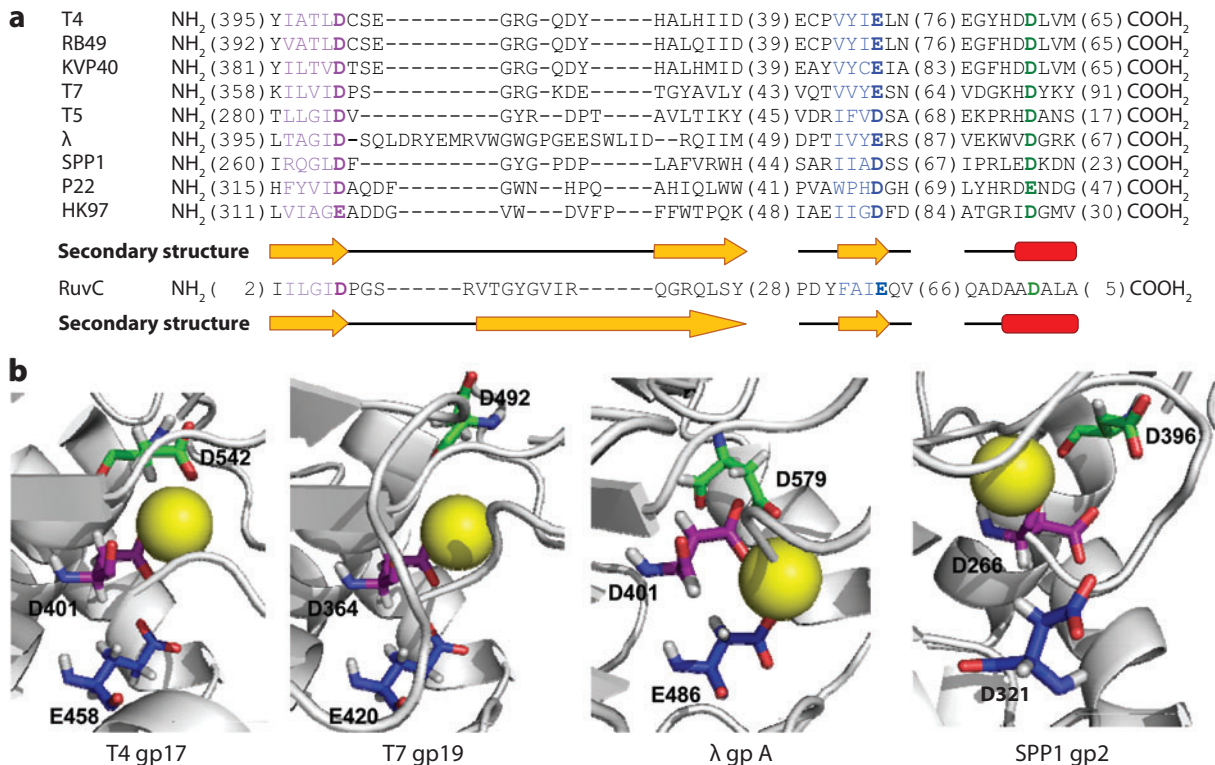 a
T4 NH2(395)YIATLDCSE---------GRG-QDY---HALHIID(39)ECPVYIELN(76)EGYHDDLVM(65)COOH2
RB49 NH2(392)YVATLDCSE---------GRG-QDY---HALQIID(39)ECPVYIELN(76)EGFHDDLVM(65)COOH2
KVP40 NH2(381)YILTVDTSE---------GRG-QDY---HALHMID(39)EAYVYCEIA(83)EGFHDDLVM(65)COOH2
T7 NH2(358)KILVIDPS----------GRG-KDE---TGYAVLY(43)VQTVVYESN(64)VDGKHDYKY(91)
T5 NH2(280)TLLGIDV-----------GYR--DPT---AVLTIKY(45)VDRIFVDSA(68)EKPRHDANS(17)
λ NH2(395)LTAGID-SQLDRYEMRVWGWGPGEESWLID--RQIIM(49)DPTIVYERS(87)VEKWVDGRK(67)
SPP1 NH2(260)IRQGLDF-----------GYG-PDP----LAFVRWH(44)SARIIADSS(67)IPRLEDKDN(23)
P22 NH2(315)HFYVIDAQDF--------GWN--HPQ----AHIQLWW(41)PVAWPHDGH(69)LYHRDENDG(47)
HK97 NH2(311)LVIAGEADDG--------VW--DVFP---FFWTPQK(48)IAEIIGDFD(84)ATGRIDGMV(30)COOH2
Secondary structure
RuvC NH2( 2)IILGIDPGS------RVTGYGVIR------QGRQLSY(28)PDYFAIEQV(66)QADAADALA( 5)COOH2
Secondary structure
b
D542
D401
E458
T4 gp17
D492
D364
E420
T7 gp19
D579
D401
E486
λ gp A
D396
D266
D321
SPP1 gp2